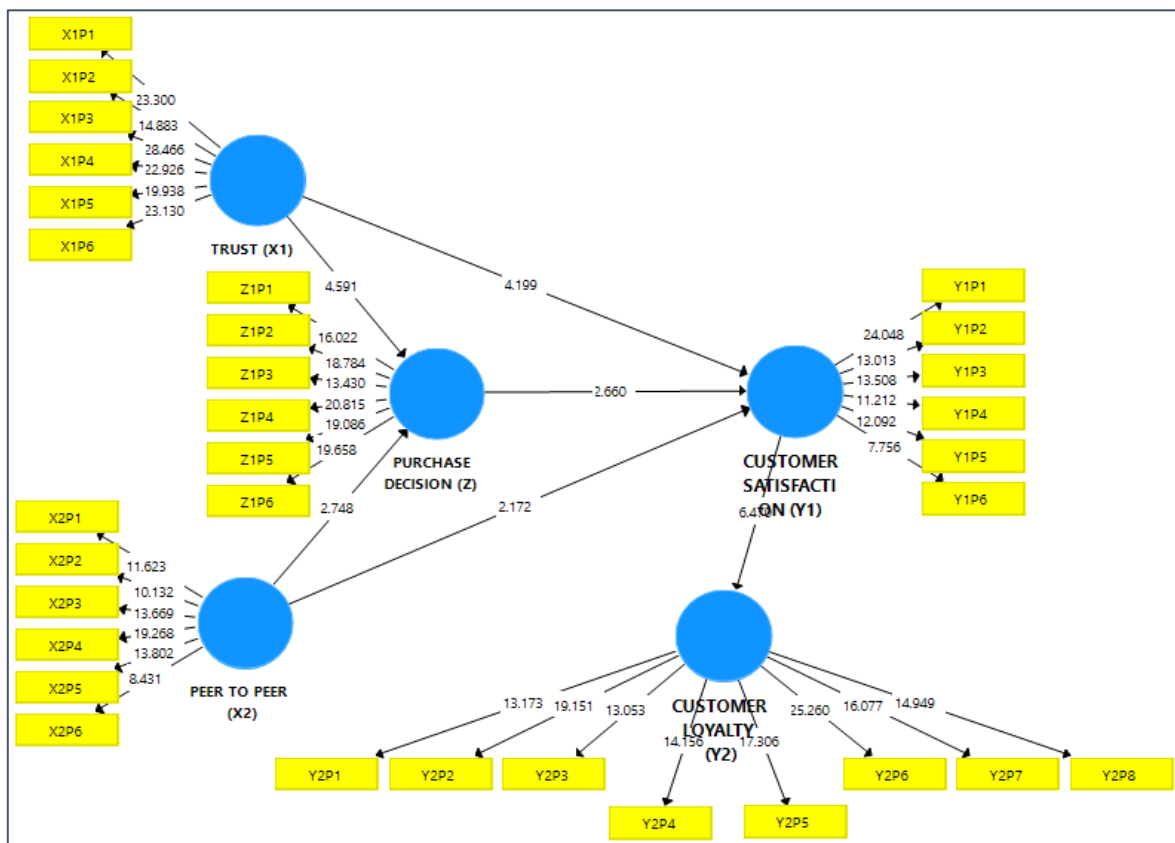 X1P1
X1P2
X1P3
X1P4
X1P5
X1P6
23.300
14.883
28.466
22.926
19.938
23.130
TRUST (X1)
4.591
4.199
Z1P1
Z1P2
Z1P3
Z1P4
Z1P5
Z1P6
16.022
18.784
13.430
20.815
19.086
19.658
PURCHASE
DECISION (Z)
2.660
2.748
2.172
Y1P1
Y1P2
Y1P3
Y1P4
Y1P5
Y1P6
24.048
13.013
13.508
11.212
12.092
7.756
CUSTOMER
SATISFACTI
ON (Y1)
X2P1
X2P2
X2P3
X2P4
X2P5
X2P6
11.623
10.132
13.669
19.268
13.802
8.431
PEER TO PEER
(X2)
CUSTOMER
LOYALTY
(Y2)
13.173
19.151
13.053
14.156
17.306
25.260
16.077
14.949
Y2P1
Y2P2
Y2P3
Y2P4
Y2P5
Y2P6
Y2P7
Y2P8